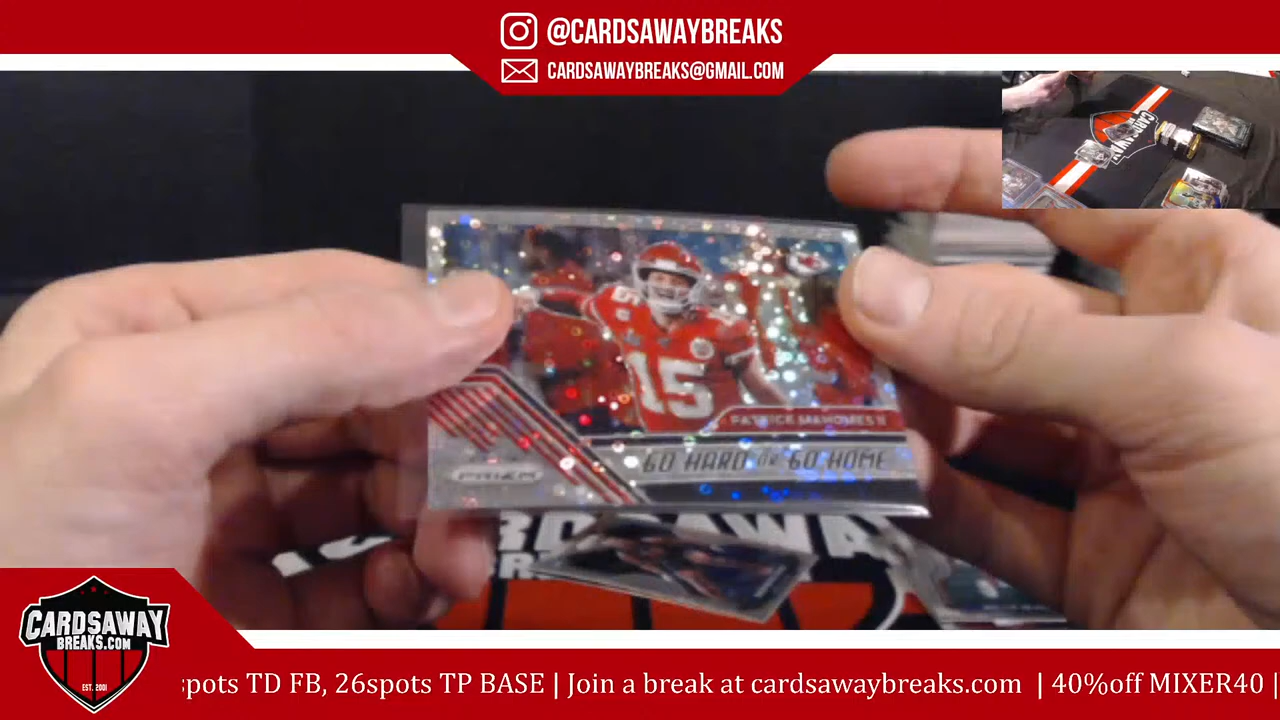 @CARDSAWAYBREAKS
CARDSAWAYBREAKS@GMAIL.COM
15
15
PATRICK MAHOMES II
GO HARD or GO HOME
PRIZM
CARDSAWAY
BREAKS.COM
EST. 2001
spots TD FB, 26spots TP BASE | Join a break at cardsawaybreaks.com | 40%off MIXER40 |